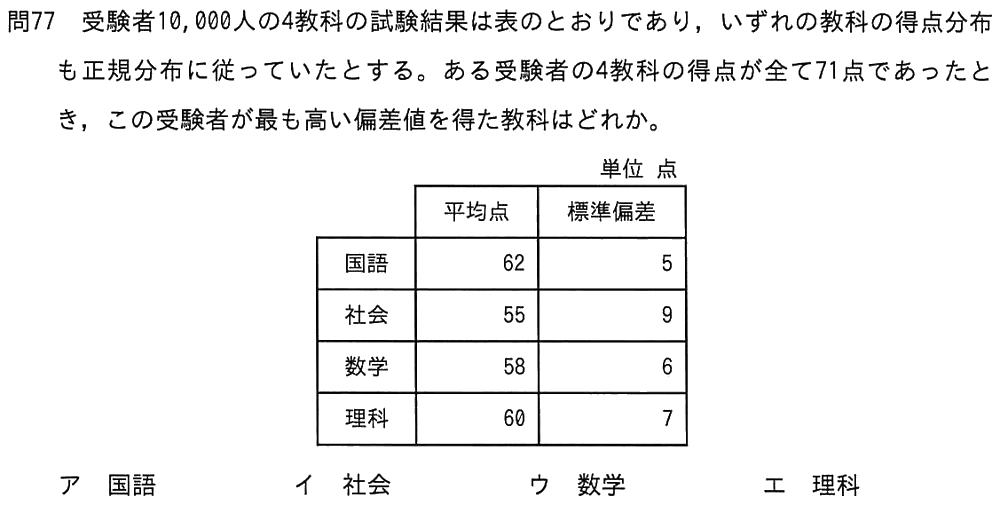 問77　受験者10,000人の4教科の試験結果は表のとおりであり，いずれの教科の得点分布
も正規分布に従っていたとする。ある受験者の4教科の得点が全て71点であったと
き，この受験者が最も高い偏差値を得た教科はどれか。
単位 点
平均点 標準偏差
国語 62 5
社会 55 9
数学 58 6
理科 60 7
ア　国語　イ　社会　ウ　数学　エ　理科